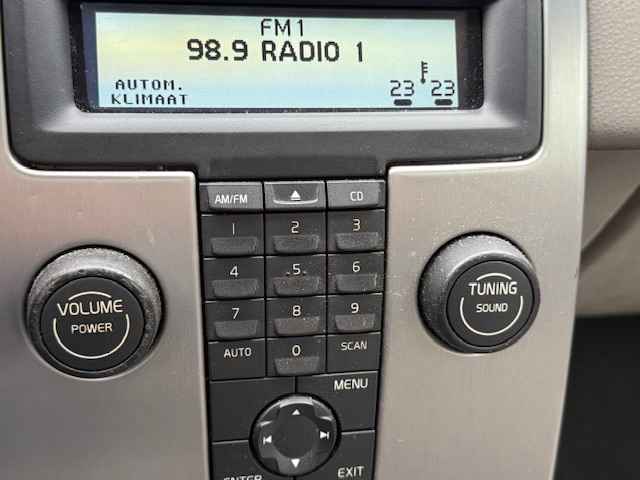 FM1
98.9 RADIO 1
AUTOM.
KLIMAAT
23 23
AM/FM CD
1 2 3
4 5 6
7 8 9
AUTO 0 SCAN
VOLUME
POWER
TUNING
SOUND
MENU
ENTER EXIT